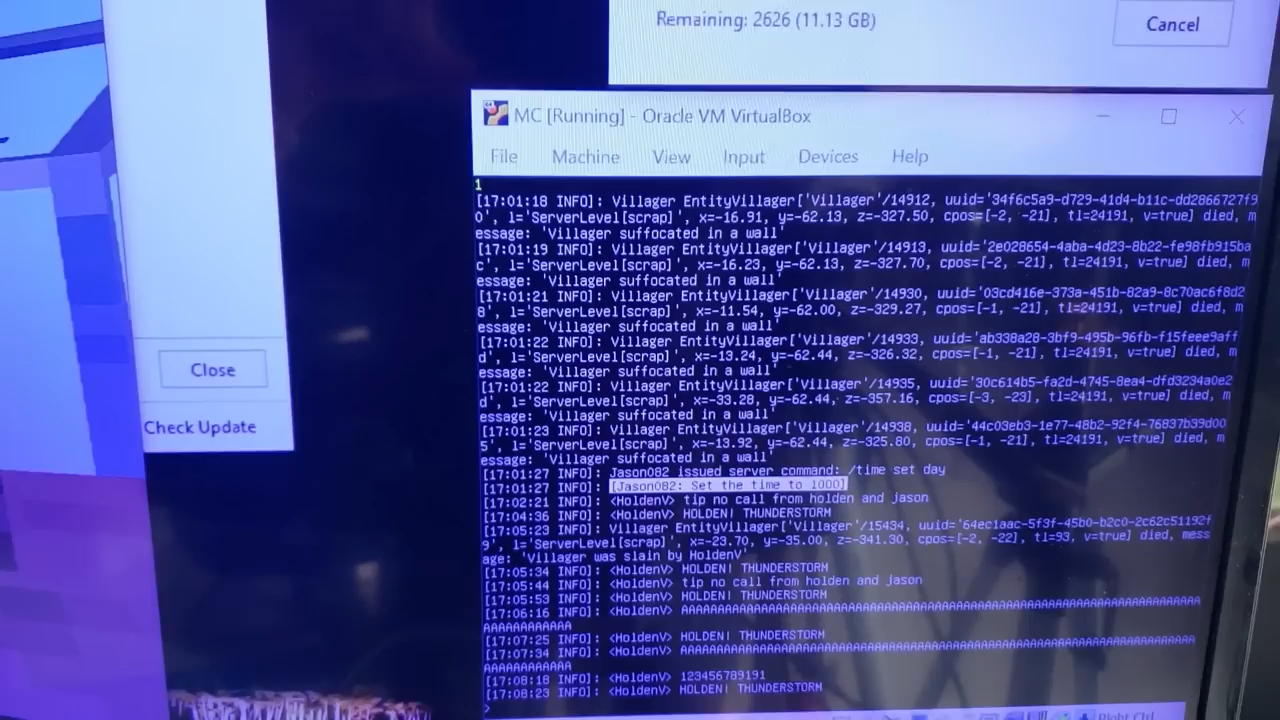 Remaining: 2626 (11.13 GB)
Cancel
MC [Running] - Oracle VM VirtualBox
File Machine View Input Devices Help
1
[17:01:18 INFO]: Villager EntityVillager['Villager'/14912, uuid='34f6c5a9-d729-41d4-b11c-dd2866727f9
0', l='ServerLevel[scrap]', x=-16.91, y=-62.13, z=-327.50, cpos=[-2, -21], tl=24191, v=true] died, m
essage: 'Villager suffocated in a wall'
[17:01:19 INFO]: Villager EntityVillager['Villager'/14913, uuid='2e028654-4aba-4d23-8b22-fe98fb915ba
c', l='ServerLevel[scrap]', x=-16.23, y=-62.13, z=-327.70, cpos=[-2, -21], tl=24191, v=true] died, m
essage: 'Villager suffocated in a wall'
[17:01:21 INFO]: Villager EntityVillager['Villager'/14930, uuid='03cd416e-373a-451b-82a9-8c70ac6f8d2
8', l='ServerLevel[scrap]', x=-11.54, y=-62.00, z=-329.27, cpos=[-1, -21], tl=24191, v=true] died, m
essage: 'Villager suffocated in a wall'
[17:01:22 INFO]: Villager EntityVillager['Villager'/14933, uuid='ab338a28-3bf9-495b-96fb-f15feee9aff
d', l='ServerLevel[scrap]', x=-13.24, y=-62.44, z=-326.32, cpos=[-1, -21], tl=24191, v=true] died, m
essage: 'Villager suffocated in a wall'
[17:01:22 INFO]: Villager EntityVillager['Villager'/14935, uuid='30c614b5-fa2d-4745-8ea4-dfd3234a0e2
d', l='ServerLevel[scrap]', x=-33.28, y=-62.44, z=-357.16, cpos=[-3, -23], tl=24191, v=true] died, m
essage: 'Villager suffocated in a wall'
[17:01:23 INFO]: Villager EntityVillager['Villager'/14938, uuid='44c03eb3-1e77-48b2-92f4-76837b39d00
5', l='ServerLevel[scrap]', x=-13.92, y=-62.44, z=-325.80, cpos=[-1, -21], tl=24191, v=true] died, m
essage: 'Villager suffocated in a wall'
[17:01:27 INFO]: Jason082 issued server command: /time set day
[17:01:27 INFO]: [Jason082: Set the time to 1000]
[17:02:21 INFO]: <HoldenV> tip no call from holden and jason
[17:04:36 INFO]: <HoldenV> HOLDEN! THUNDERSTORM
[17:05:23 INFO]: Villager EntityVillager['Villager'/15434, uuid='64ec1aac-5f3f-45b0-b2c0-2c62c51192f
9', l='ServerLevel[scrap]', x=-23.70, y=-35.00, z=-341.30, cpos=[-2, -22], tl=93, v=true] died, mess
age: 'Villager was slain by HoldenV'
[17:05:34 INFO]: <HoldenV> HOLDEN! THUNDERSTORM
[17:05:44 INFO]: <HoldenV> tip no call from holden and jason
[17:05:53 INFO]: <HoldenV> HOLDEN! THUNDERSTORM
[17:06:16 INFO]: <HoldenV> AAAAAAAAAAAAAAAAAAAAAAAAAAAAAAAAAAAAAAAAAAAAAAAAAAAAAAAAAAAAAAAAAAAAAAAAA
AAAAAAAAAAAA
[17:07:25 INFO]: <HoldenV> HOLDEN! THUNDERSTORM
[17:07:34 INFO]: <HoldenV> AAAAAAAAAAAAAAAAAAAAAAAAAAAAAAAAAAAAAAAAAAAAAAAAAAAAAAAAAAAAAAAAAAAAAAAAA
AAAAAAAAAAAA
[17:08:18 INFO]: <HoldenV> 123456789191
[17:08:23 INFO]: <HoldenV> HOLDEN! THUNDERSTORM
>
Right Ctrl
Close
Check Update